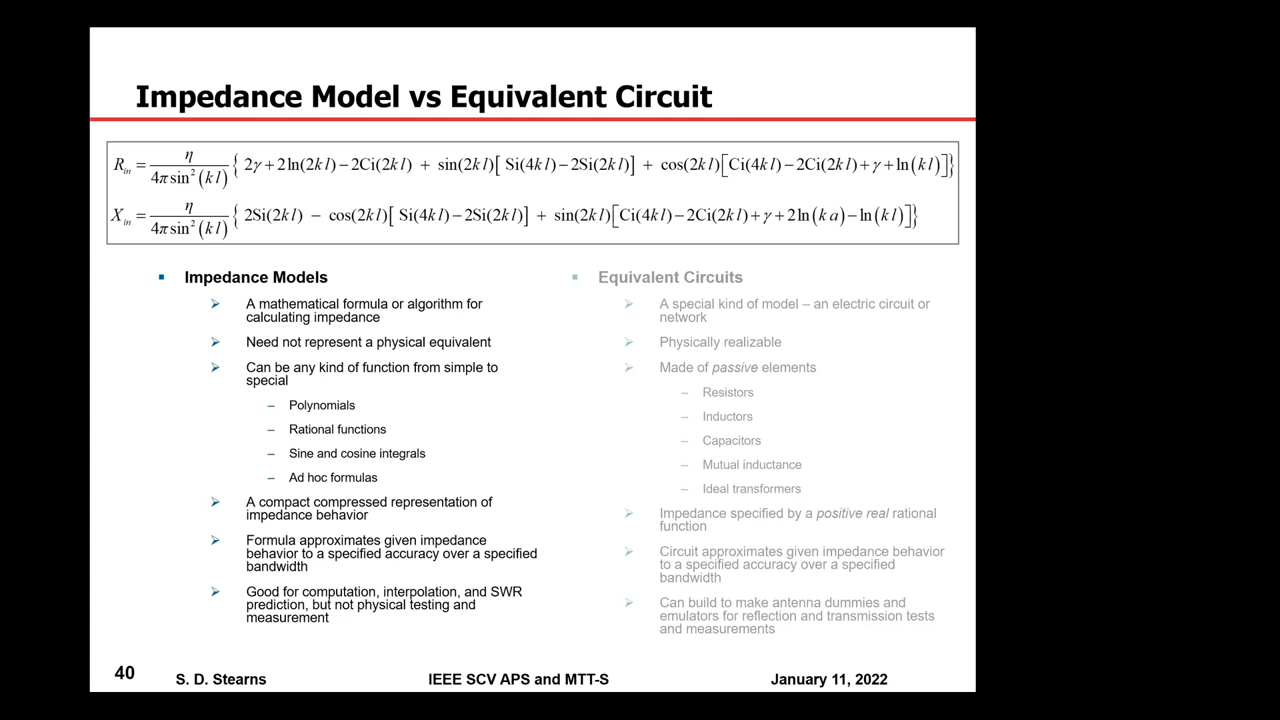 Impedance Model vs Equivalent Circuit
R_in = η / 4π sin²(kl) { 2γ + 2ln(2kl) − 2Ci(2kl) + sin(2kl)[ Si(4kl) − 2Si(2kl) ] + cos(2kl)[ Ci(4kl) − 2Ci(2kl) + γ + ln(kl) ] }
X_in = η / 4π sin²(kl) { 2Si(2kl) − cos(2kl)[ Si(4kl) − 2Si(2kl) ] + sin(2kl)[ Ci(4kl) − 2Ci(2kl) + γ + 2ln(ka) − ln(kl) ] }
▪ Impedance Models
➢ A mathematical formula or algorithm for
calculating impedance
➢ Need not represent a physical equivalent
➢ Can be any kind of function from simple to
special
– Polynomials
– Rational functions
– Sine and cosine integrals
– Ad hoc formulas
➢ A compact compressed representation of
impedance behavior
➢ Formula approximates given impedance
behavior to a specified accuracy over a specified
bandwidth
➢ Good for computation, interpolation, and SWR
prediction, but not physical testing and
measurement
▪ Equivalent Circuits
➢ A special kind of model – an electric circuit or
network
➢ Physically realizable
➢ Made of passive elements
– Resistors
– Inductors
– Capacitors
– Mutual inductance
– Ideal transformers
➢ Impedance specified by a positive real rational
function
➢ Circuit approximates given impedance behavior
to a specified accuracy over a specified
bandwidth
➢ Can build to make antenna dummies and
emulators for reflection and transmission tests
and measurements
40
S. D. Stearns
IEEE SCV APS and MTT-S
January 11, 2022